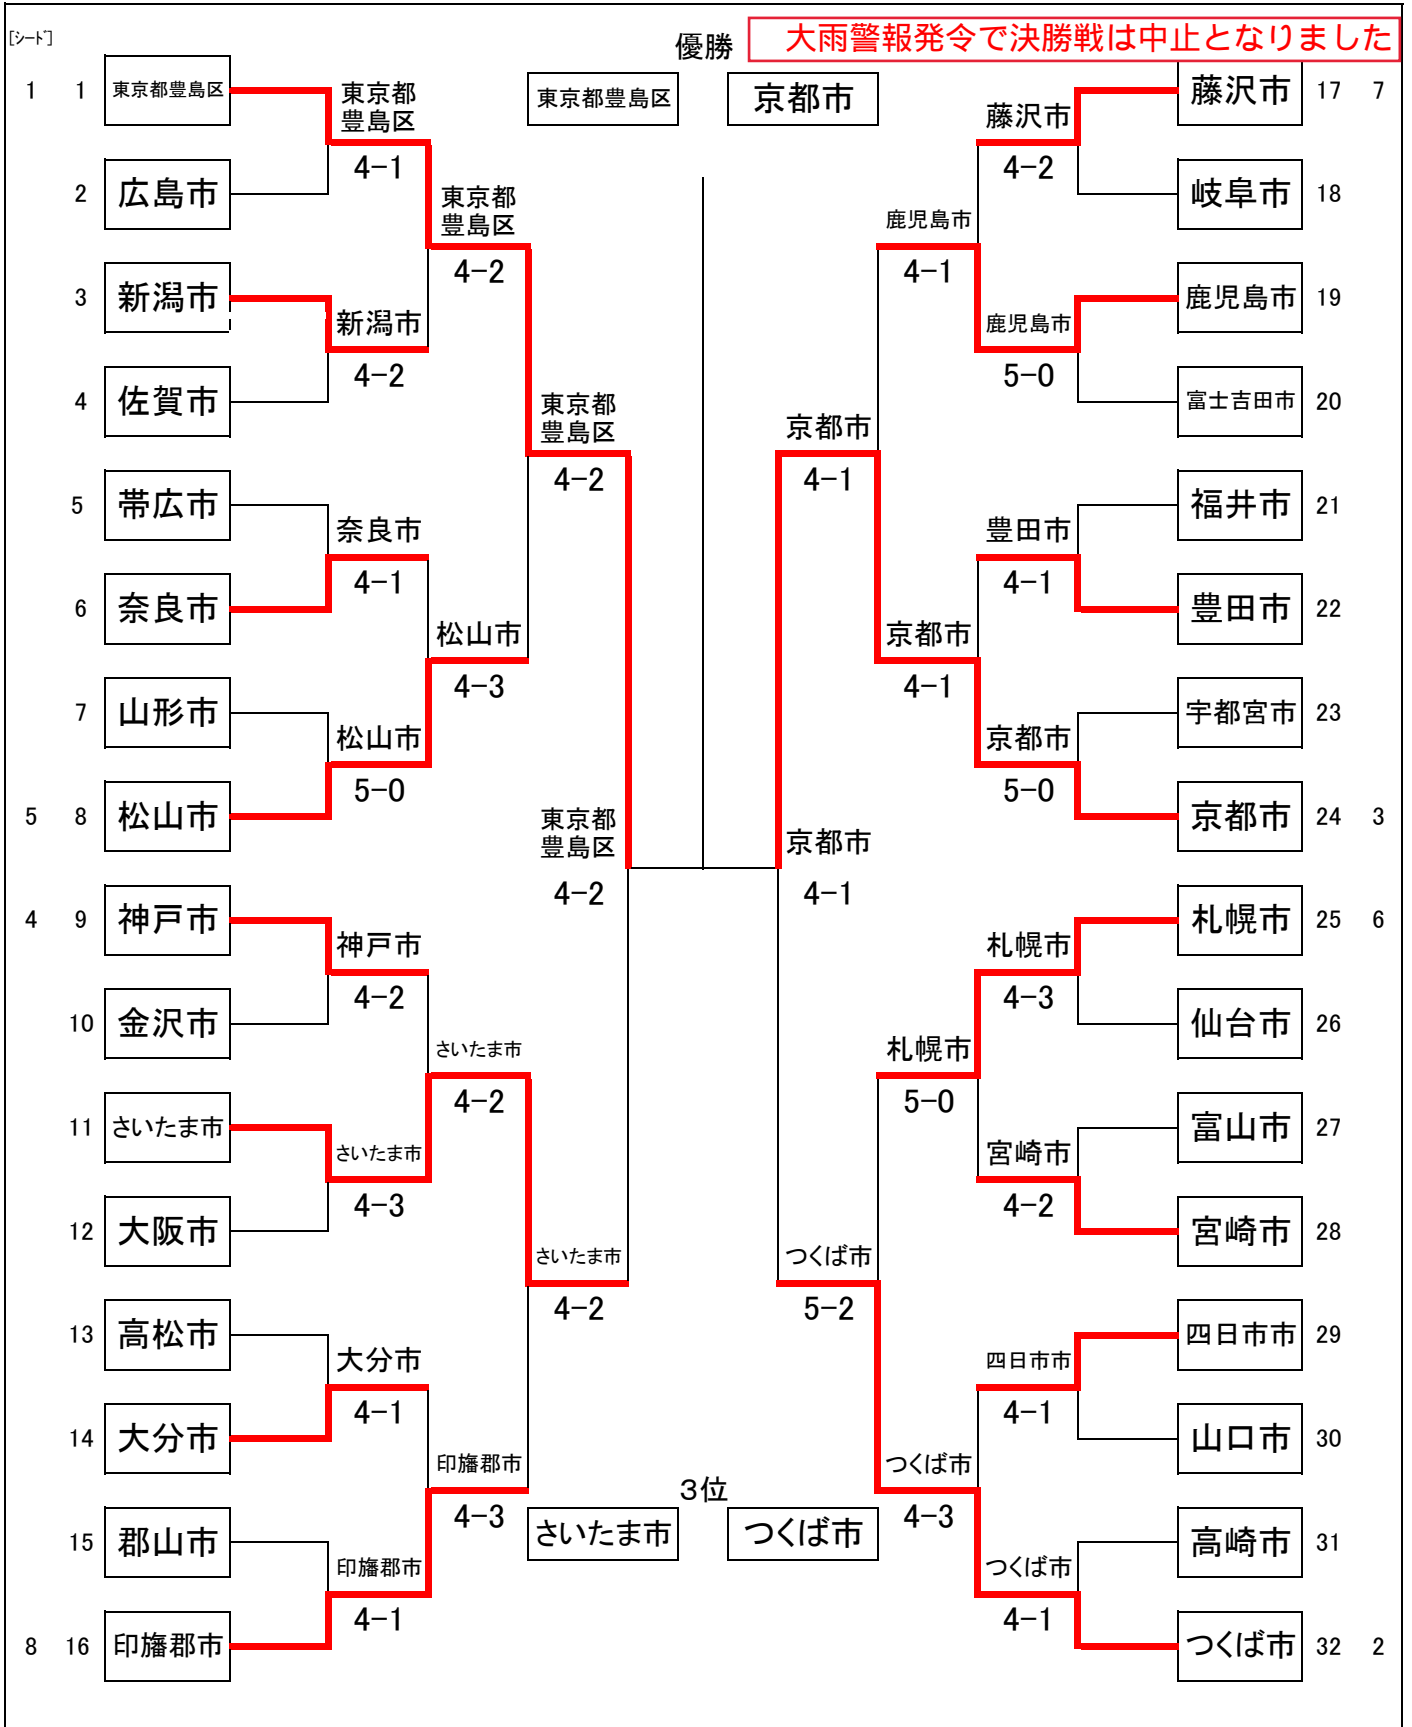 [シード]
優勝
大雨警報発令で決勝戦は中止となりました
東京都豊島区
京都市
1 1 東京都豊島区
2 広島市
3 新潟市
4 佐賀市
5 帯広市
6 奈良市
7 山形市
5 8 松山市
4 9 神戸市
10 金沢市
11 さいたま市
12 大阪市
13 高松市
14 大分市
15 郡山市
8 16 印旛郡市
東京都
豊島区
4-1
新潟市
4-2
奈良市
4-1
松山市
5-0
神戸市
4-2
さいたま市
4-3
大分市
4-1
印旛郡市
4-1
東京都
豊島区
4-2
松山市
4-3
さいたま市
4-2
印旛郡市
4-3
東京都
豊島区
4-2
さいたま市
4-2
東京都
豊島区
4-2
京都市
4-1
京都市
4-1
つくば市
5-2
鹿児島市
4-1
京都市
4-1
札幌市
5-0
つくば市
4-3
藤沢市
4-2
鹿児島市
5-0
豊田市
4-1
京都市
5-0
札幌市
4-3
宮崎市
4-2
四日市市
4-1
つくば市
4-1
藤沢市 17 7
岐阜市 18
鹿児島市 19
富士吉田市 20
福井市 21
豊田市 22
宇都宮市 23
京都市 24 3
札幌市 25 6
仙台市 26
富山市 27
宮崎市 28
四日市市 29
山口市 30
高崎市 31
つくば市 32 2
3位
さいたま市
つくば市